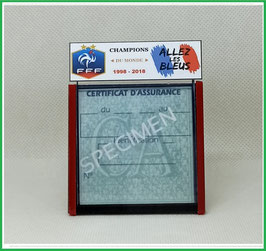 FFF
CHAMPIONS
DU MONDE
1998 - 2018
ALLEZ
LES
BLEUS
CERTIFICAT D'ASSURANCE
du
au
SPECIMEN
N°